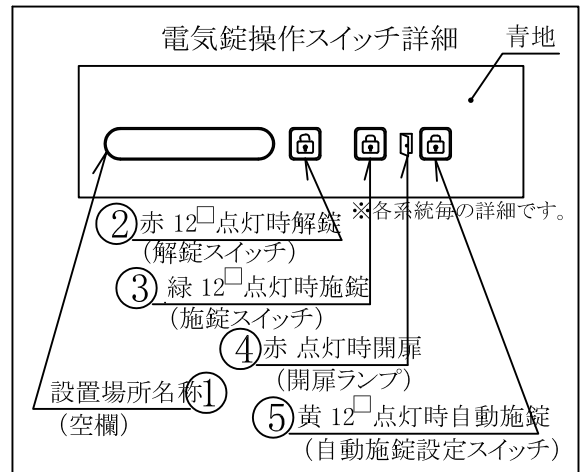 電気錠操作スイッチ詳細
青地
※各系統毎の詳細です。
②赤 12□点灯時解錠
(解錠スイッチ)
③緑 12□点灯時施錠
(施錠スイッチ)
④赤 点灯時開扉
(開扉ランプ)
設置場所名称①
(空欄)
⑤黄 12□点灯時自動施錠
(自動施錠設定スイッチ)